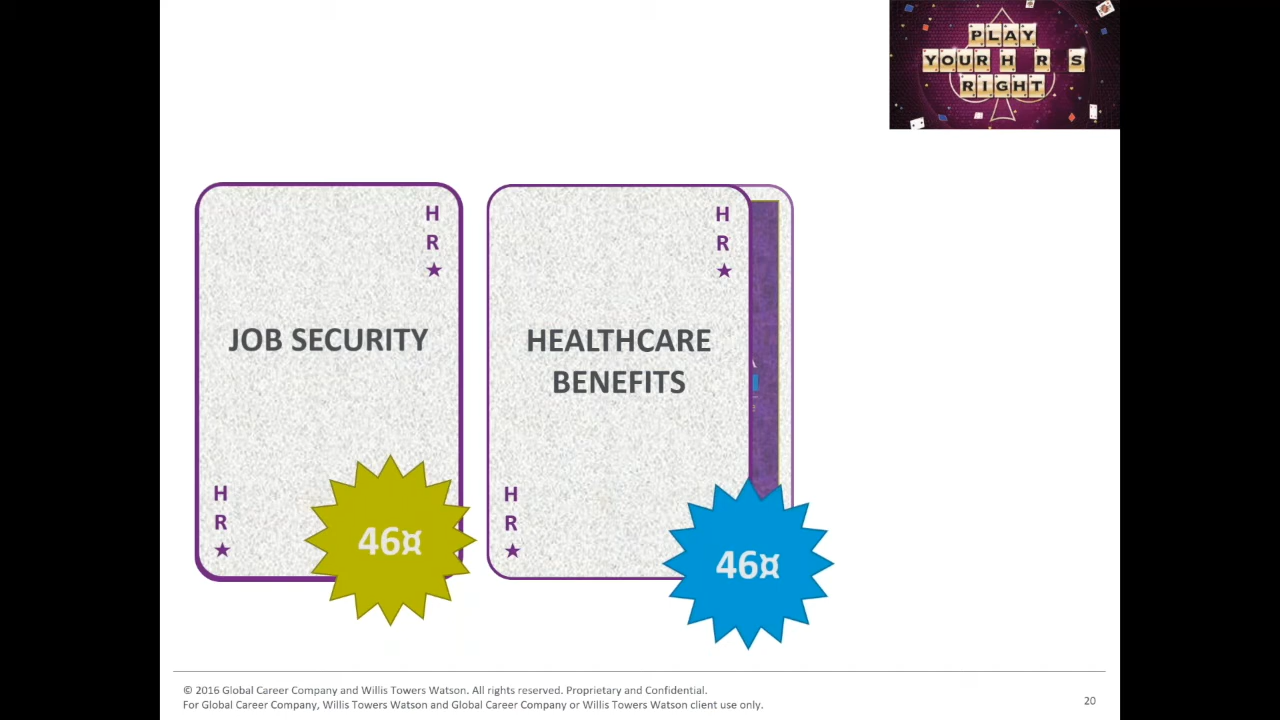 PLAY
YOUR H R S
RIGHT
H
R
★
JOB SECURITY
H
R
★
46¤
H
R
★
HEALTHCARE
BENEFITS
H
R
★
46¤
© 2016 Global Career Company and Willis Towers Watson. All rights reserved. Proprietary and Confidential.
For Global Career Company, Willis Towers Watson and Global Career Company or Willis Towers Watson client use only.
20